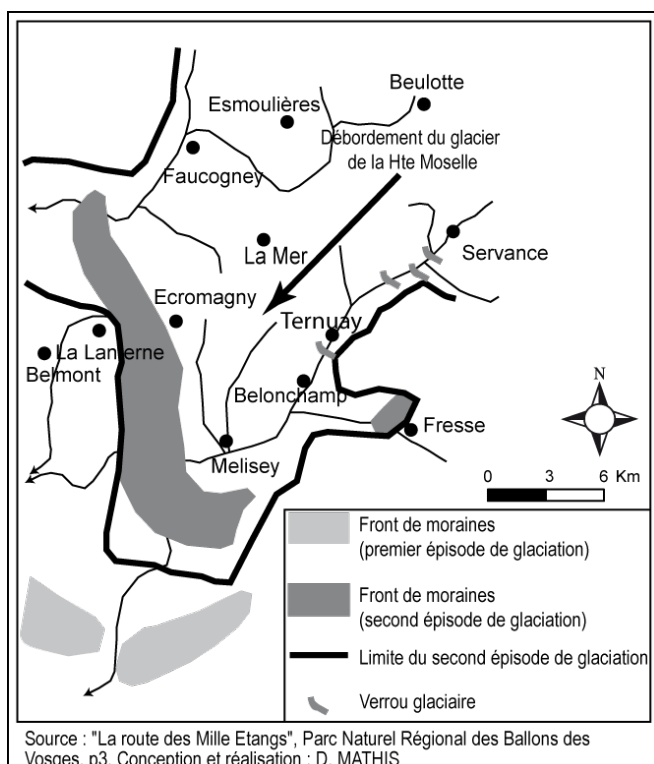 Beulotte
Esmoulières
Débordement du glacier
de la Hte Moselle
Faucogney
Servance
La Mer
Ecromagny
Ternuay
La Lanterne
Belmont
Belonchamp
N
Fresse
Melisey
0 3 6 Km
Front de moraines
(premier épisode de glaciation)
Front de moraines
(second épisode de glaciation)
Limite du second épisode de glaciation
Verrou glaciaire
Source : "La route des Mille Etangs", Parc Naturel Régional des Ballons des
Vosges, p3. Conception et réalisation : D. MATHIS